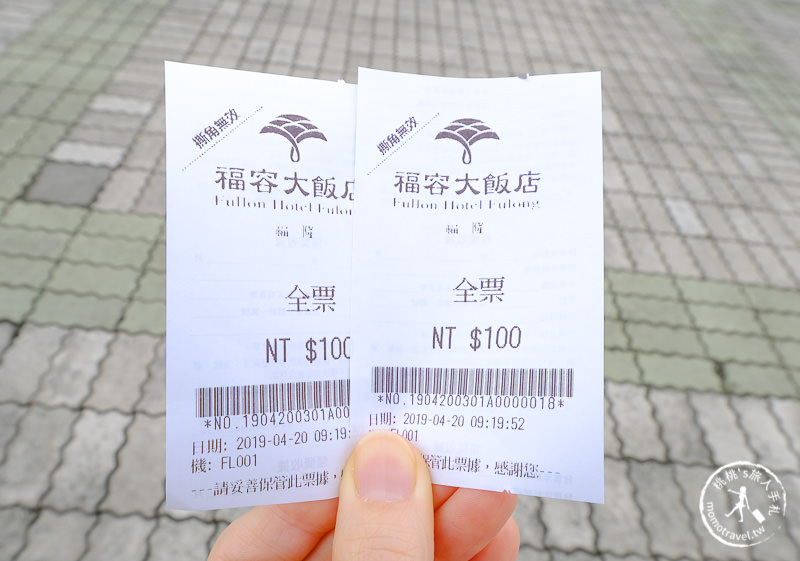 撕角無效
福容大飯店
Fullon Hotel Fulong
福 隆
全票
NT $100
*NO.1904200301A00
日期: 2019-04-20 09:19:
機: FL001
---請妥善保管此票據,
撕角無效
福容大飯店
Fullon Hotel Fulong
福 隆
全票
NT $100
*NO.1904200301A0000018*
日期: 2019-04-20 09:19:52
FL001
保管此票據，感謝您---
桃桃's旅人手札
momotravel.tw